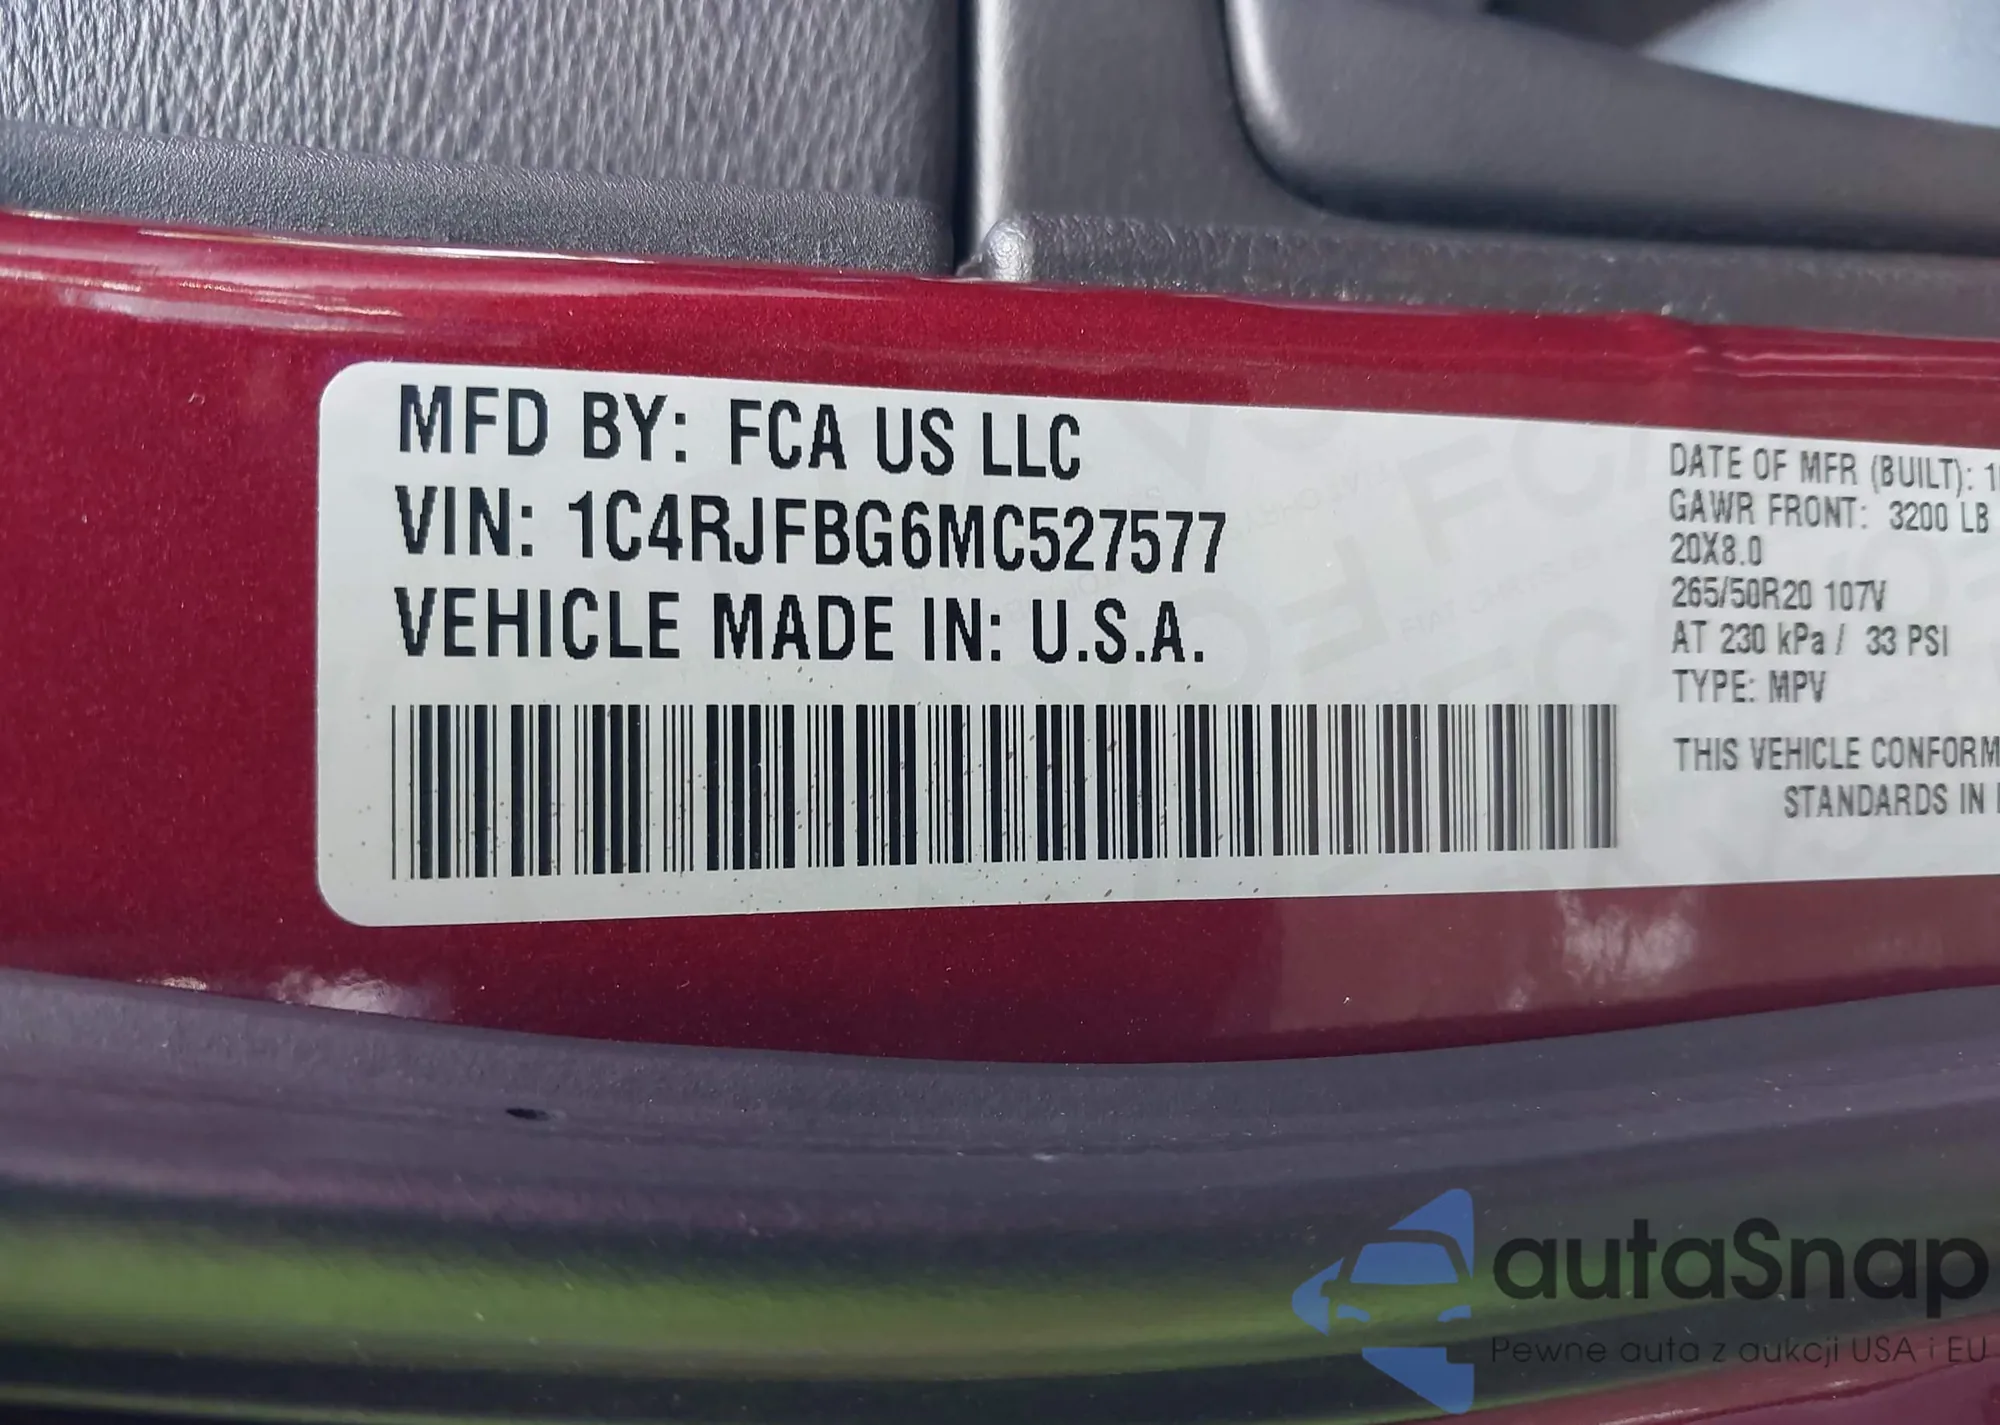 MFD BY: FCA US LLC
VIN: 1C4RJFBG6MC527577
VEHICLE MADE IN: U.S.A.
DATE OF MFR (BUILT): 1
GAWR FRONT: 3200 LB
20X8.0
265/50R20 107V
AT 230 kPa / 33 PSI
TYPE: MPV
THIS VEHICLE CONFORM
STANDARDS IN
autaSnap
Pewne auta z aukcji USA i EU